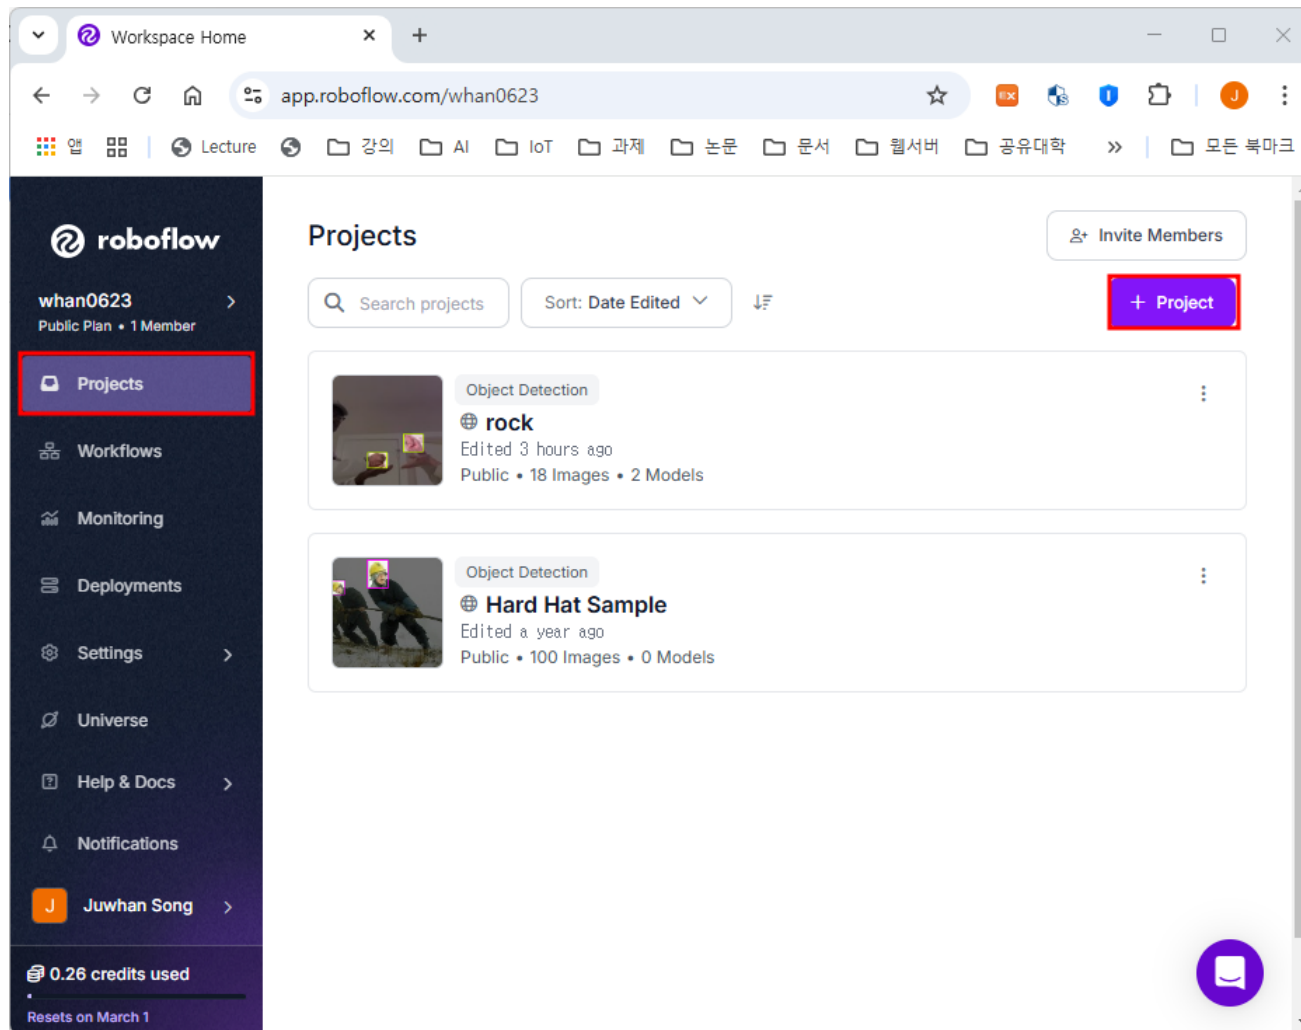 Workspace Home
app.roboflow.com/whan0623
J
앱
Lecture
강의
AI
IoT
과제
논문
문서
웹서버
공유대학
모든 북마크
roboflow
whan0623
Public Plan • 1 Member
Projects
Workflows
Monitoring
Deployments
Settings
Universe
Help & Docs
Notifications
J Juwhan Song
0.26 credits used
Resets on March 1
Projects
Invite Members
Search projects
Sort: Date Edited
+ Project
Object Detection
rock
Edited 3 hours ago
Public • 18 Images • 2 Models
Object Detection
Hard Hat Sample
Edited a year ago
Public • 100 Images • 0 Models